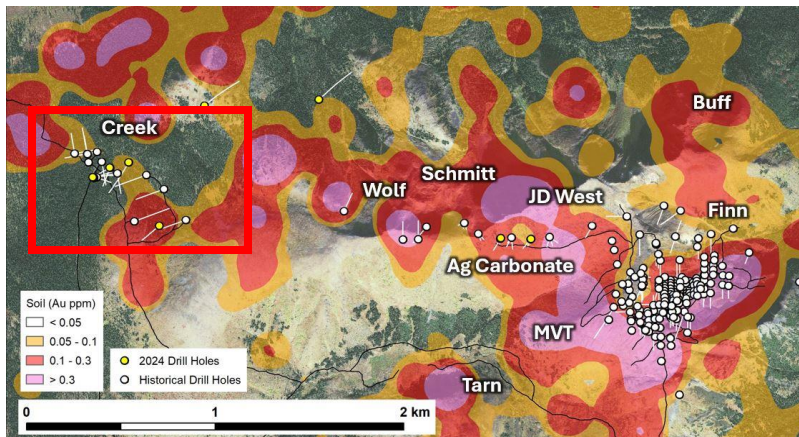 Buff
Creek
Schmitt
Wolf
JD West
Finn
Ag Carbonate
MVT
Tarn
Soil (Au ppm)
< 0.05
0.05 - 0.1
0.1 - 0.3
> 0.3
2024 Drill Holes
Historical Drill Holes
0 1 2 km